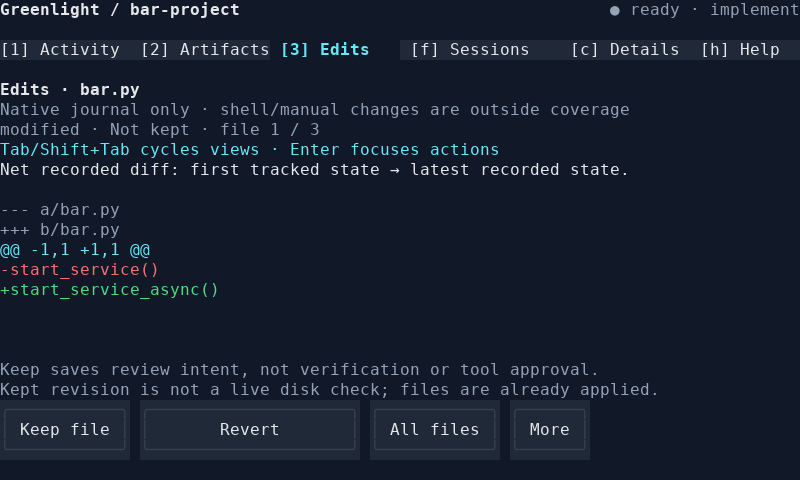 Greenlight / bar-project ● ready · implement
[1] Activity [2] Artifacts [3] Edits [f] Sessions [c] Details [h] Help
Edits · bar.py
Native journal only · shell/manual changes are outside coverage
modified · Not kept · file 1 / 3
Tab/Shift+Tab cycles views · Enter focuses actions
Net recorded diff: first tracked state → latest recorded state.
--- a/bar.py
+++ b/bar.py
@@ -1,1 +1,1 @@
-start_service()
+start_service_async()
Keep saves review intent, not verification or tool approval.
Kept revision is not a live disk check; files are already applied.
Keep file Revert All files More